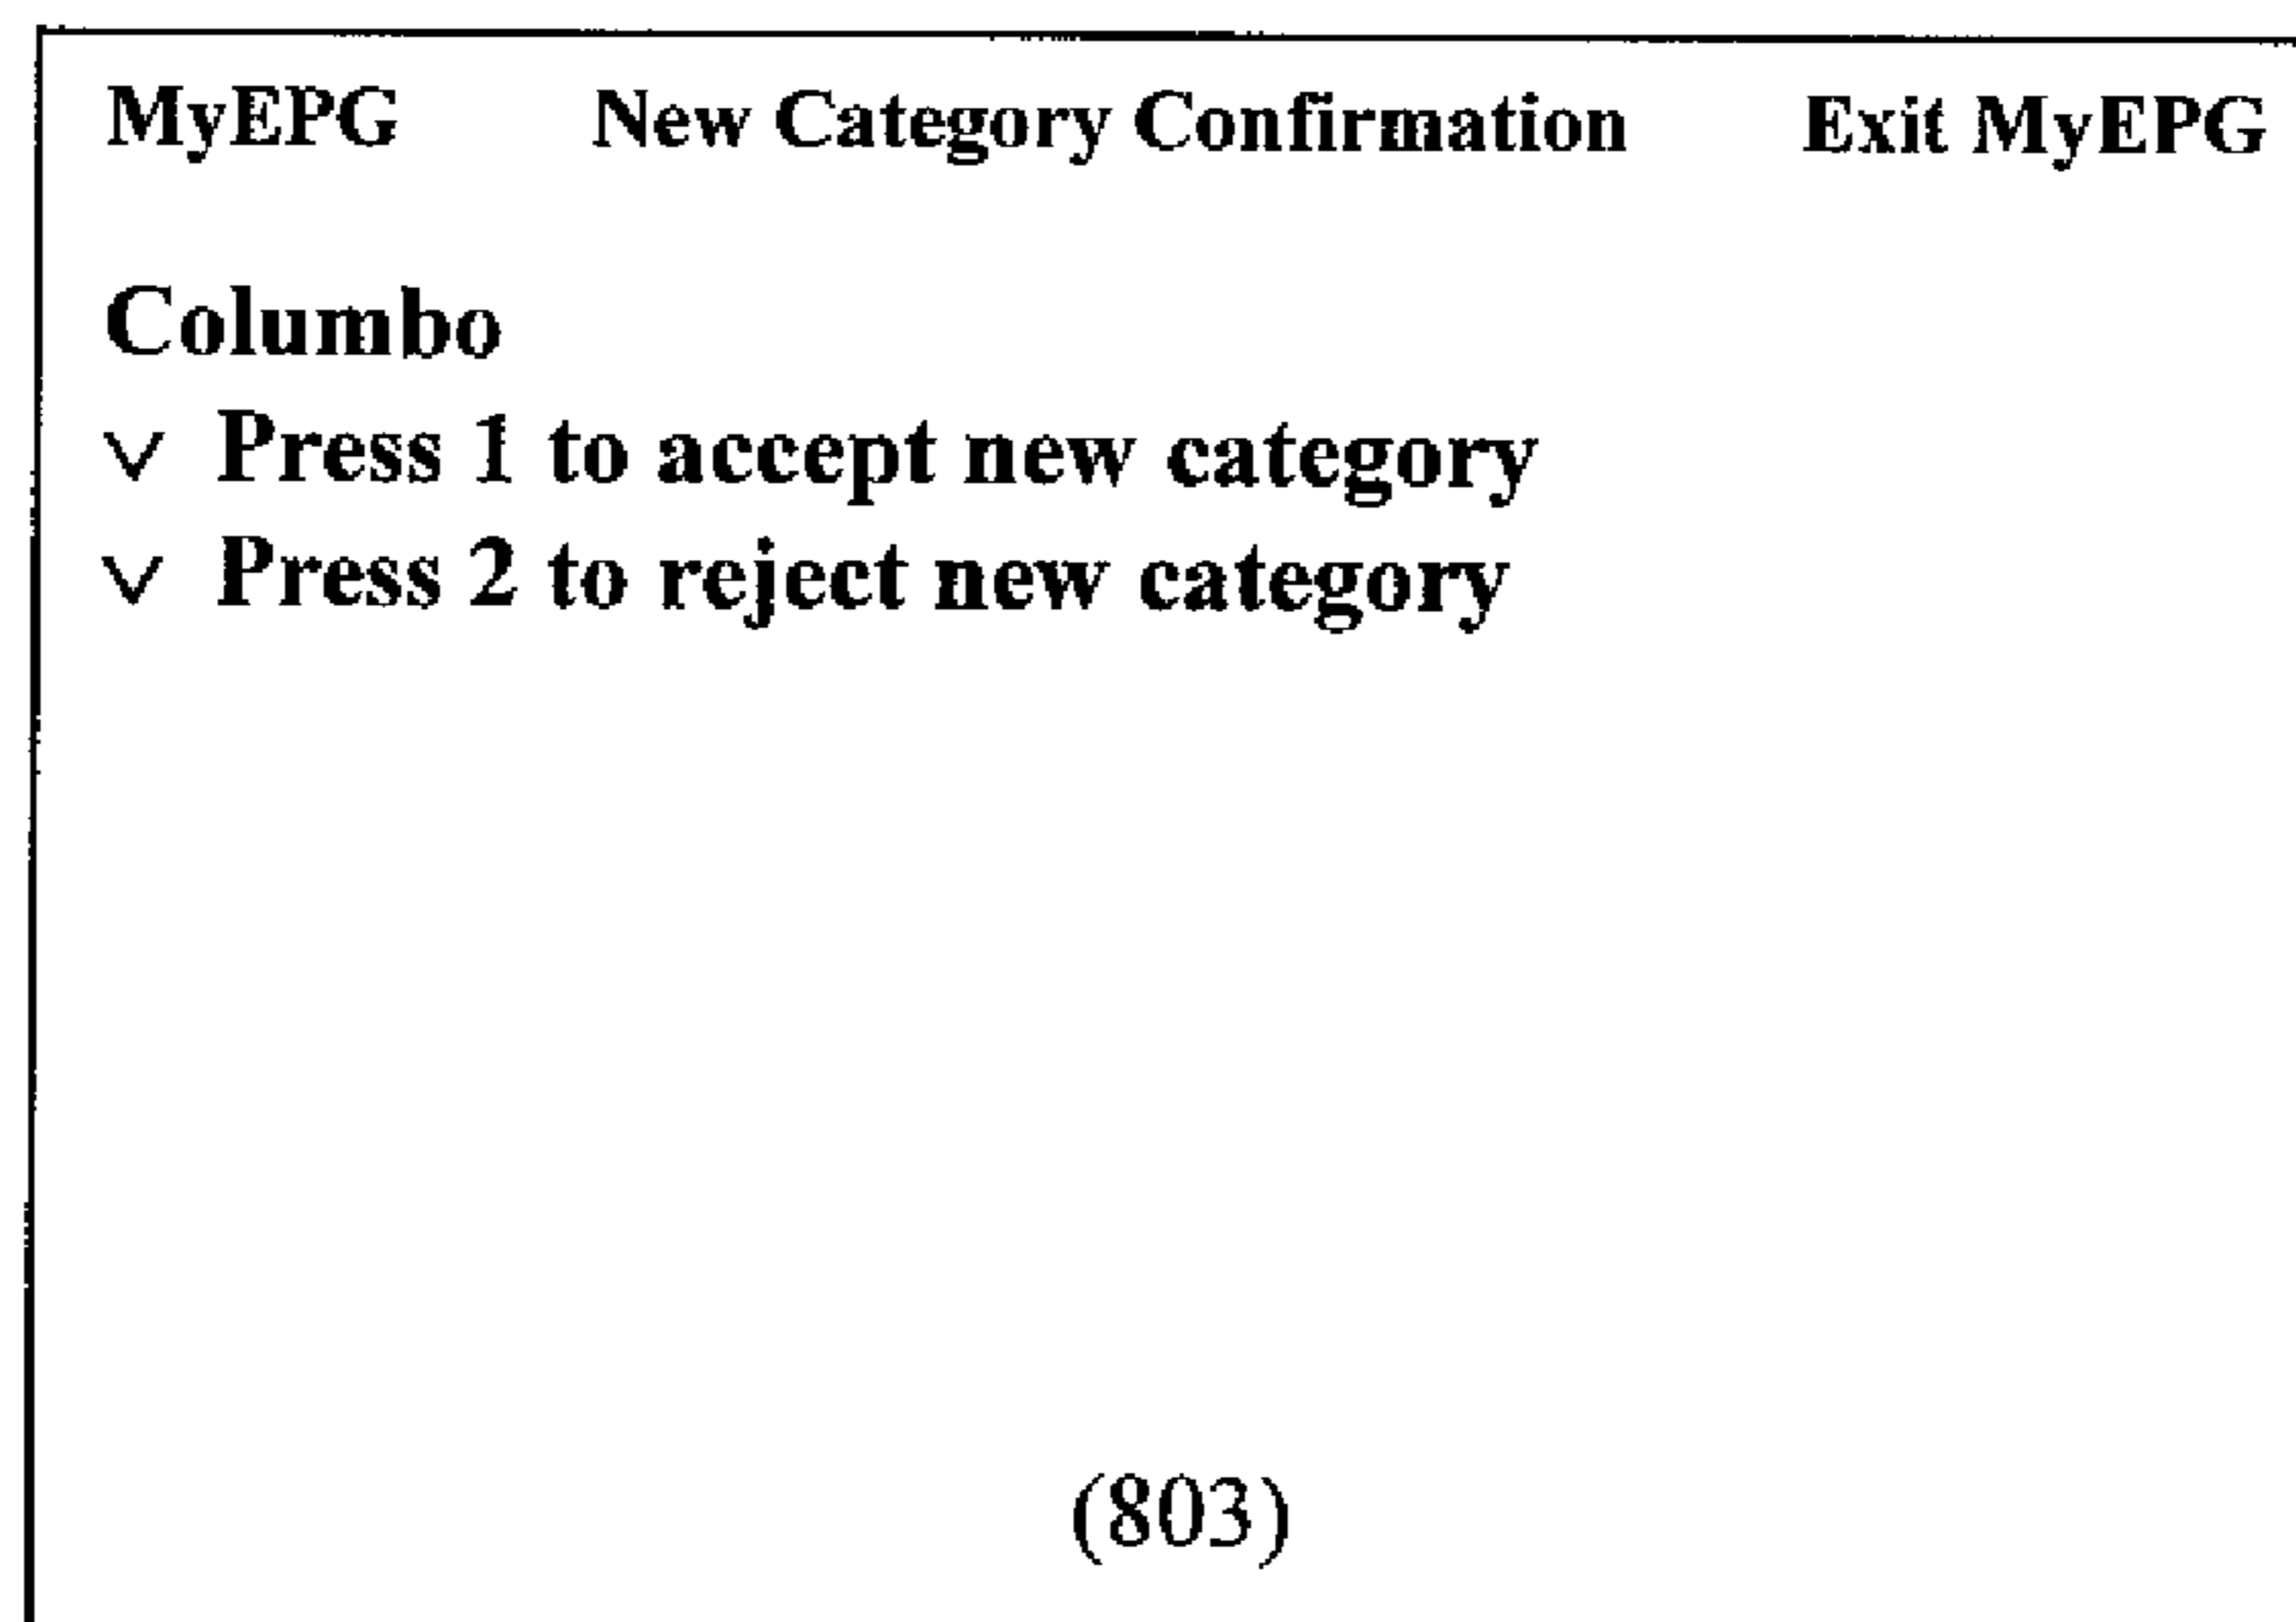 MyEPG New Category Confirmation Exit MyEPG
Columbo
∨ Press 1 to accept new category
∨ Press 2 to reject new category
(803)